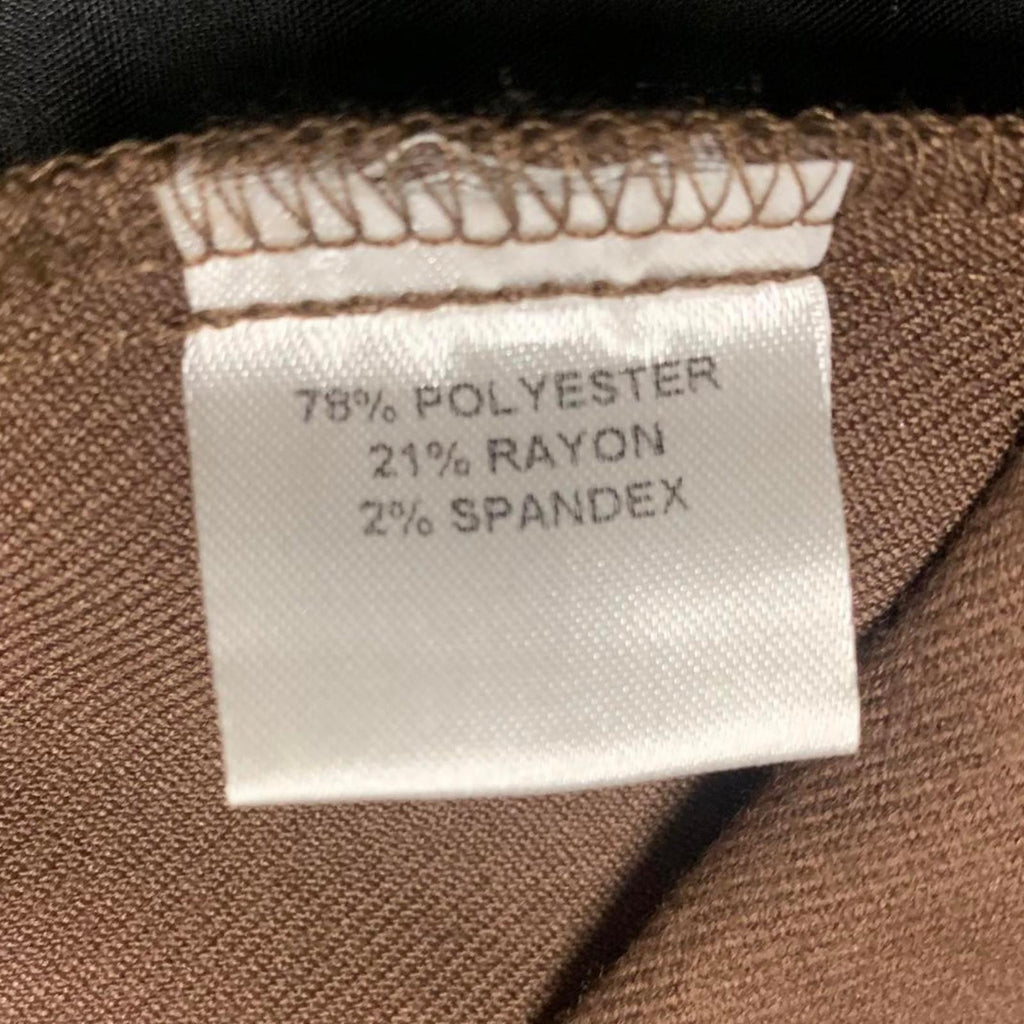 78% POLYESTER
21% RAYON
2% SPANDEX